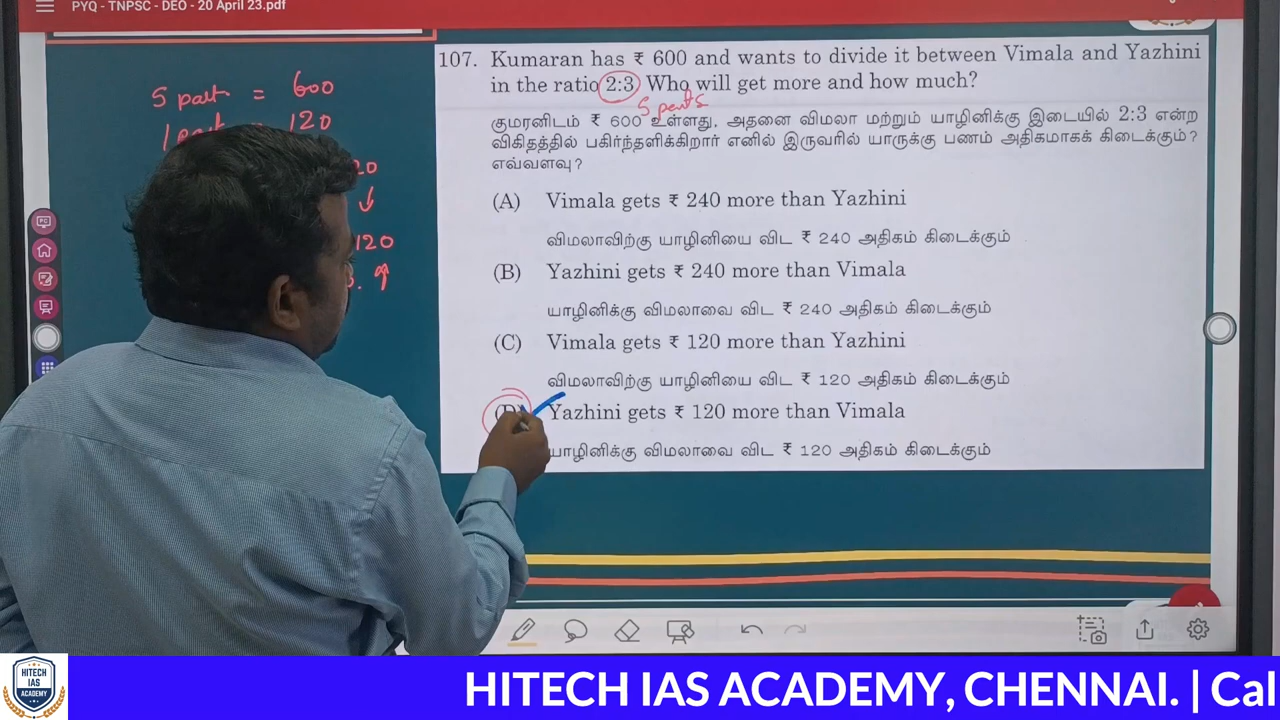 PYQ - TNPSC - DEO - 20 April 23.pdf
5 part = 600
1 part = 120
20
120
107. Kumaran has ₹ 600 and wants to divide it between Vimala and Yazhini
in the ratio 2:3 Who will get more and how much?
5 parts
குமரனிடம் ₹ 600 உள்ளது, அதனை விமலா மற்றும் யாழினிக்கு இடையில் 2:3 என்ற
விகிதத்தில் பகிர்ந்தளிக்கிறார் எனில் இருவரில் யாருக்கு பணம் அதிகமாகக் கிடைக்கும்?
எவ்வளவு?
(A) Vimala gets ₹ 240 more than Yazhini
விமலாவிற்கு யாழினியை விட ₹ 240 அதிகம் கிடைக்கும்
(B) Yazhini gets ₹ 240 more than Vimala
யாழினிக்கு விமலாவை விட ₹ 240 அதிகம் கிடைக்கும்
(C) Vimala gets ₹ 120 more than Yazhini
விமலாவிற்கு யாழினியை விட ₹ 120 அதிகம் கிடைக்கும்
(D) Yazhini gets ₹ 120 more than Vimala
யாழினிக்கு விமலாவை விட ₹ 120 அதிகம் கிடைக்கும்
HITECH IAS ACADEMY
HITECH IAS ACADEMY, CHENNAI. | Cal